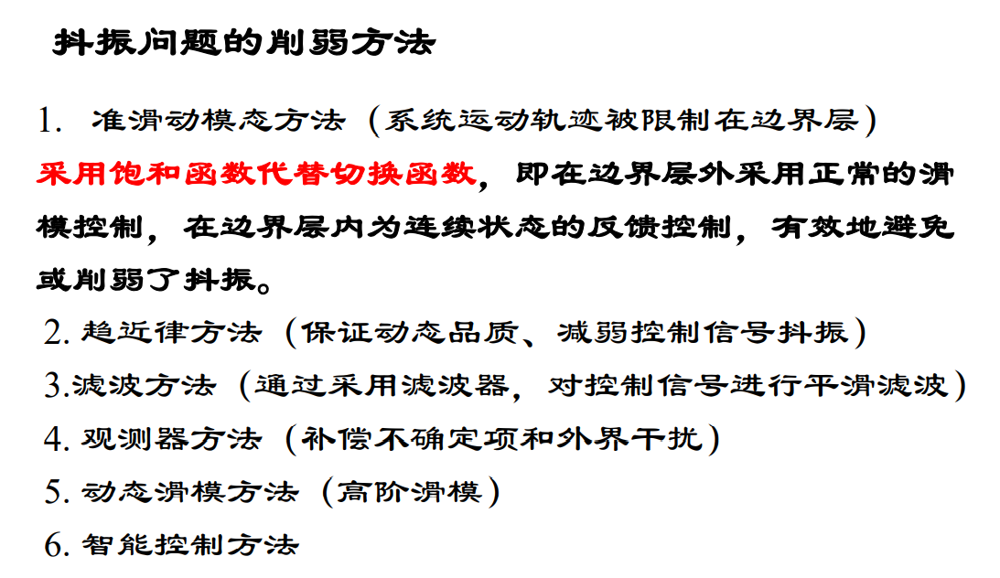 抖振问题的削弱方法
1. 准滑动模态方法（系统运动轨迹被限制在边界层）
采用饱和函数代替切换函数，即在边界层外采用正常的滑
模控制，在边界层内为连续状态的反馈控制，有效地避免
或削弱了抖振。
2. 趋近律方法（保证动态品质、减弱控制信号抖振）
3.滤波方法（通过采用滤波器，对控制信号进行平滑滤波）
4. 观测器方法（补偿不确定项和外界干扰）
5. 动态滑模方法（高阶滑模）
6. 智能控制方法